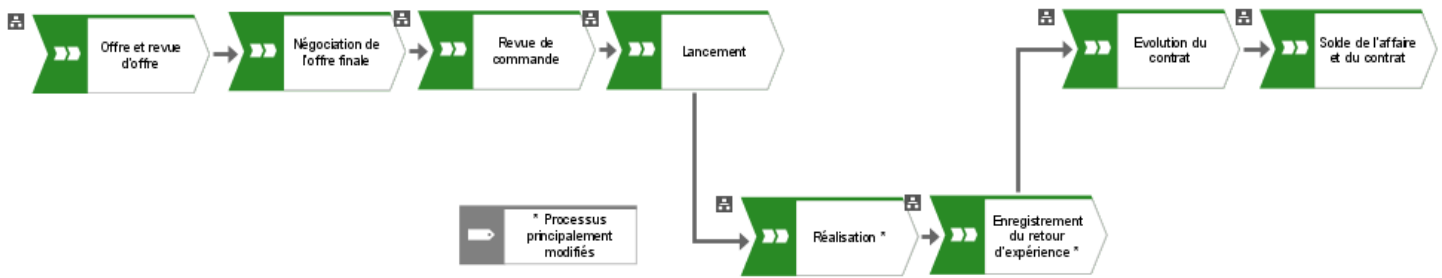 Offre et revue
d'offre
Négociation de
l'offre finale
Revue de
commande
Lancement
Evolution du
contrat
Solde de l'affaire
et du contrat
* Processus
principalement
modifiés
Réalisation *
Enregistrement
du retour
d'expérience *